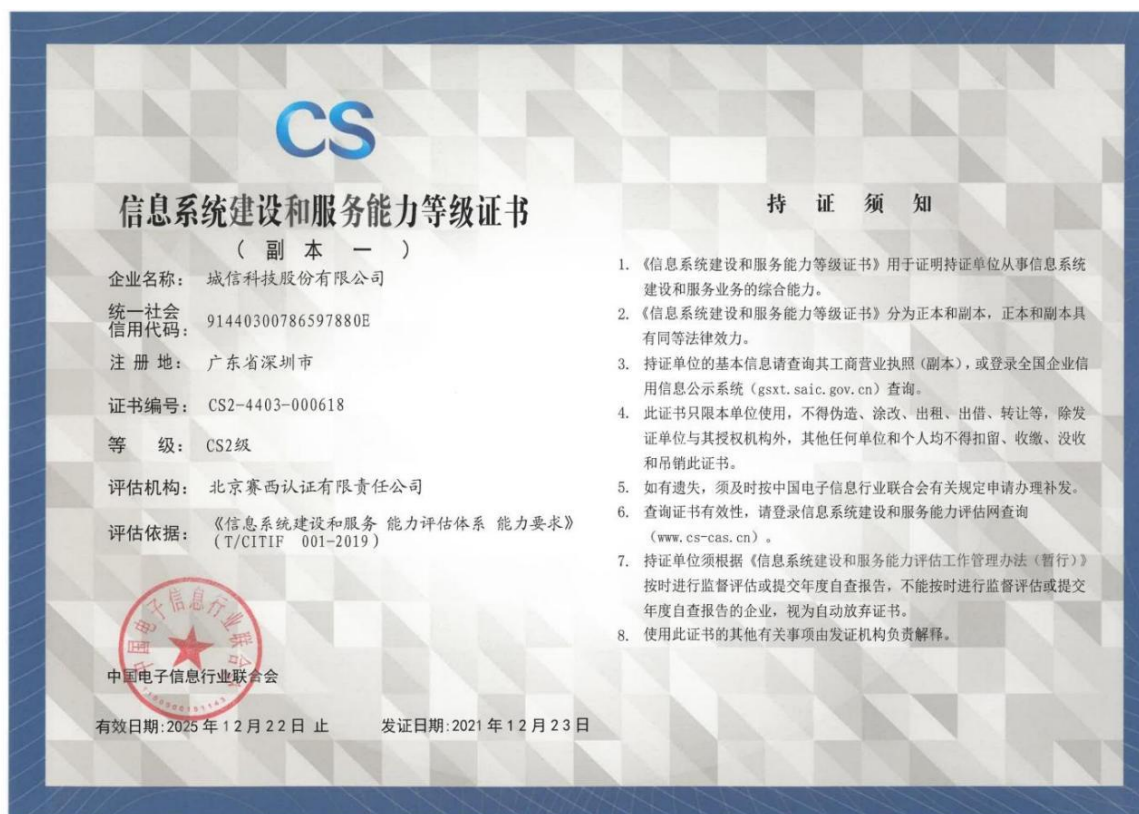 CS
信息系统建设和服务能力等级证书
（副本一）
企业名称： 城信科技股份有限公司
统一社会
信用代码： 91440300786597880E
注 册 地： 广东省深圳市
证书编号： CS2-4403-000618
等 级： CS2级
评估机构： 北京赛西认证有限责任公司
评估依据： 《信息系统建设和服务 能力评估体系 能力要求》
（T/CITIF 001-2019）
中国电子信息行业联合会
中国电子信息行业联合会
有效日期:2025年12月22日 止 发证日期:2021年12月23日
持 证 须 知
1. 《信息系统建设和服务能力等级证书》用于证明持证单位从事信息系统
建设和服务业务的综合能力。
2. 《信息系统建设和服务能力等级证书》分为正本和副本，正本和副本具
有同等法律效力。
3. 持证单位的基本信息请查询其工商营业执照（副本），或登录全国企业信
用信息公示系统（gsxt.saic.gov.cn）查询。
4. 此证书只限本单位使用，不得伪造、涂改、出租、出借、转让等，除发
证单位与其授权机构外，其他任何单位和个人均不得扣留、收缴、没收
和吊销此证书。
5. 如有遗失，须及时按中国电子信息行业联合会有关规定申请办理补发。
6. 查询证书有效性，请登录信息系统建设和服务能力评估网查询
（www.cs-cas.cn）。
7. 持证单位须根据《信息系统建设和服务能力评估工作管理办法（暂行）》
按时进行监督评估或提交年度自查报告，不能按时进行监督评估或提交
年度自查报告的企业，视为自动放弃证书。
8. 使用此证书的其他有关事项由发证机构负责解释。